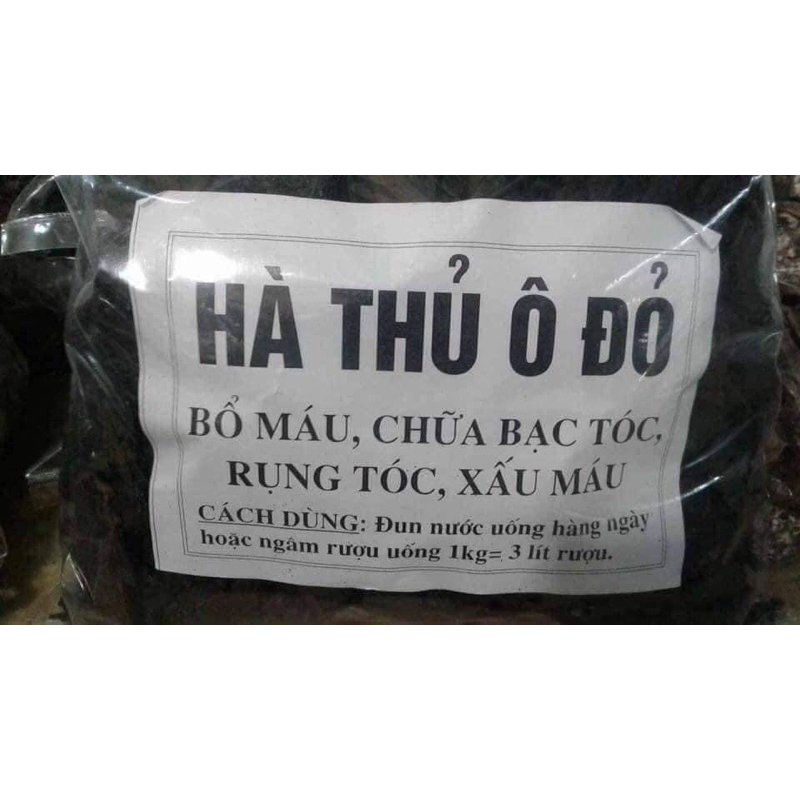 HÀ THỦ Ô ĐỎ
BỔ MÁU, CHỮA BẠC TÓC,
RỤNG TÓC, XẤU MÁU
CÁCH DÙNG: Đun nước uống hàng ngày
hoặc ngâm rượu uống 1kg= 3 lít rượu.